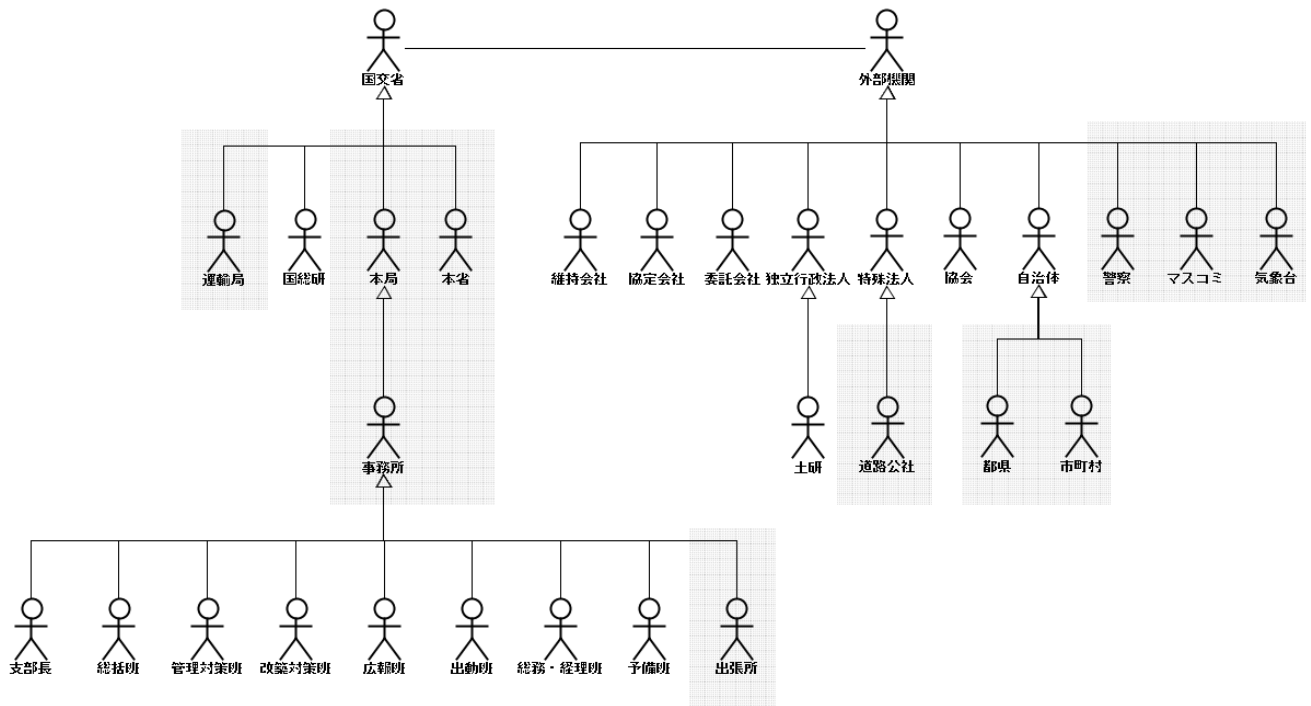 国交省
外部機関
運輸局
国総研
本局
本省
維持会社
協定会社
委託会社
独立行政法人
特殊法人
協会
自治体
警察
マスコミ
気象台
事務所
土研
道路公社
都県
市町村
支部長
総括班
管理対策班
改築対策班
広報班
出動班
総務・経理班
予備班
出張所